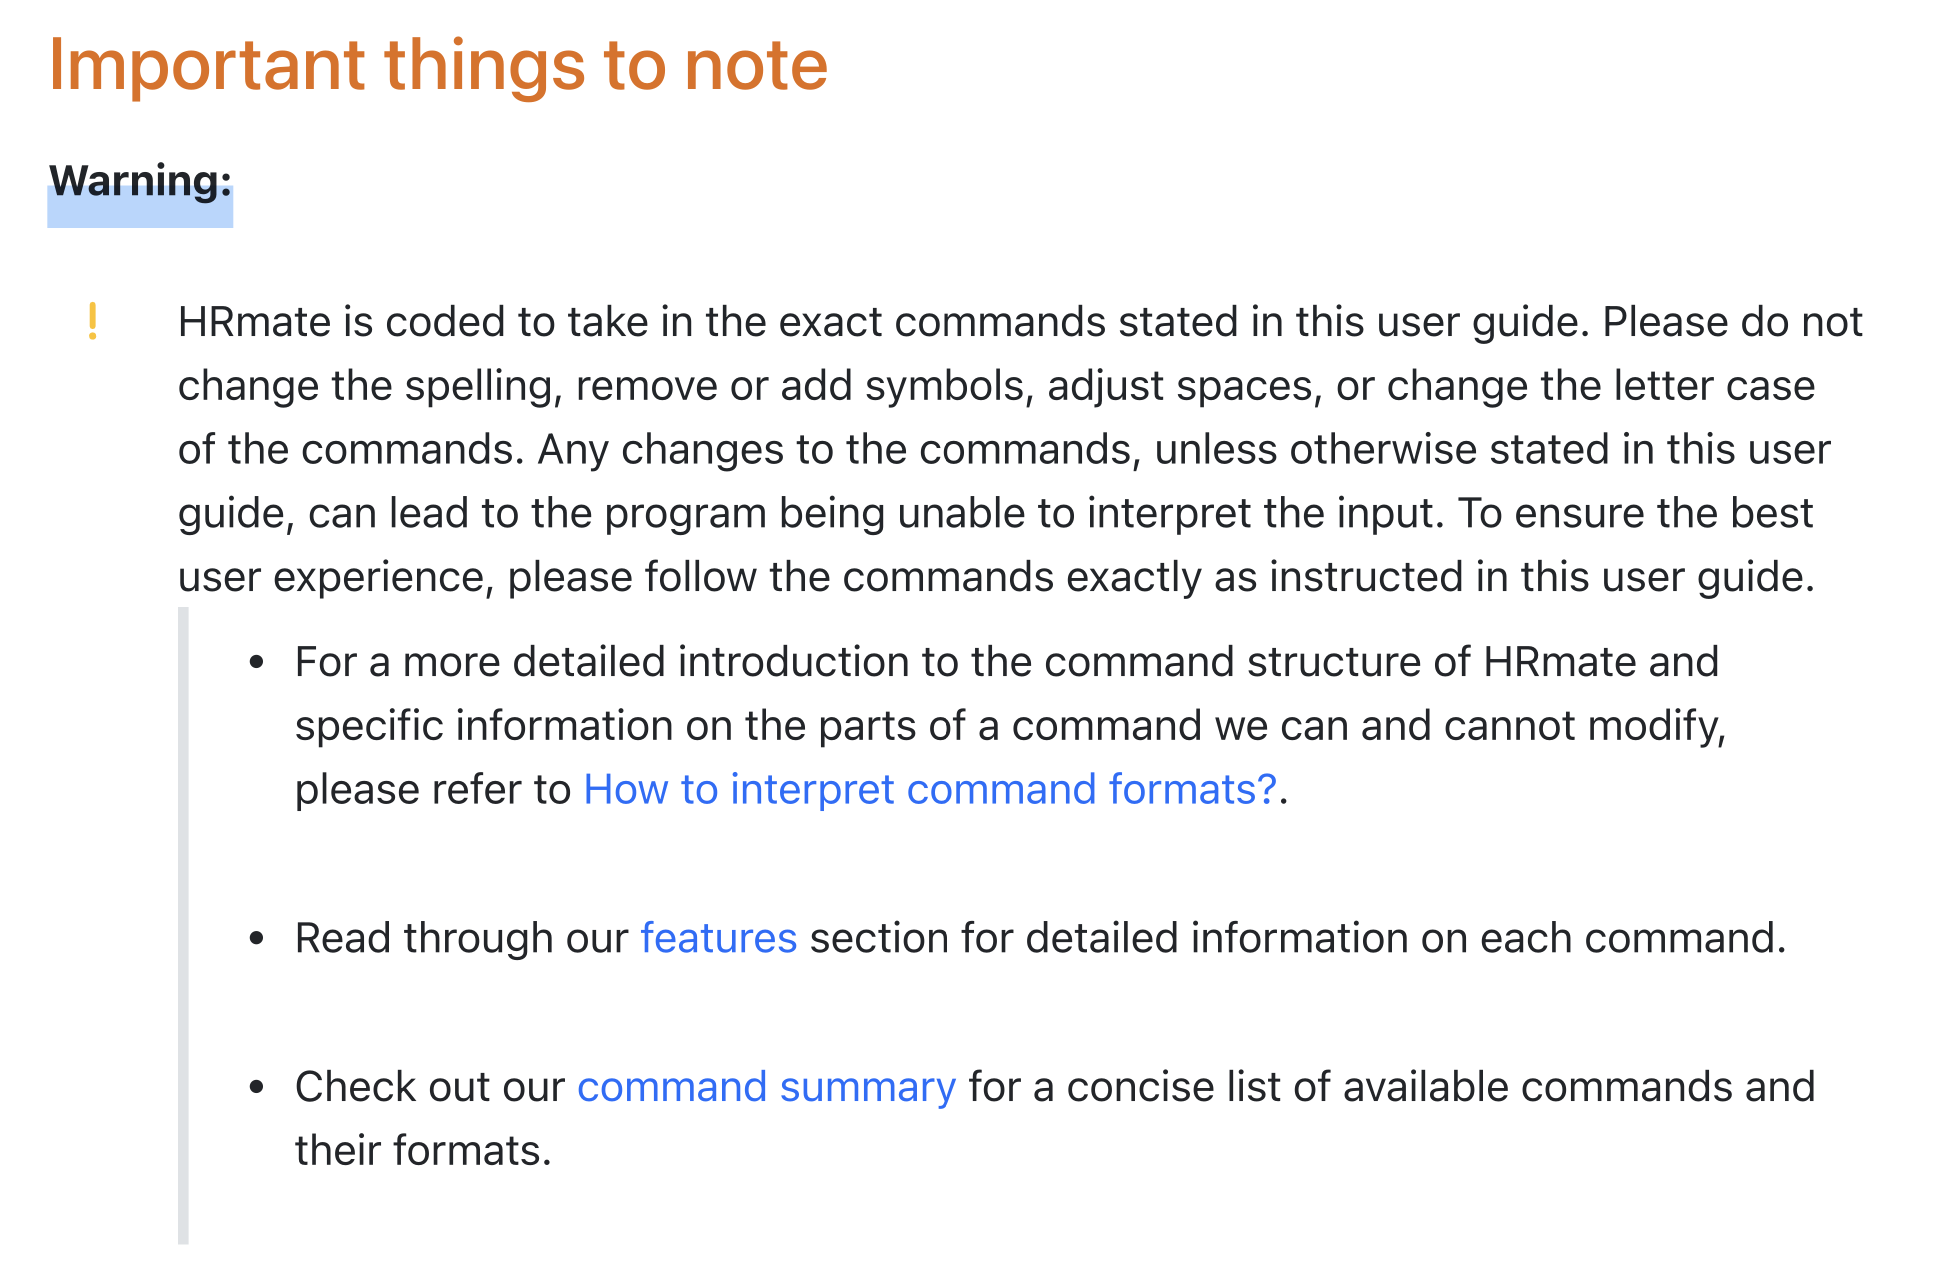 Important things to note
Warning:
! HRmate is coded to take in the exact commands stated in this user guide. Please do not
change the spelling, remove or add symbols, adjust spaces, or change the letter case
of the commands. Any changes to the commands, unless otherwise stated in this user
guide, can lead to the program being unable to interpret the input. To ensure the best
user experience, please follow the commands exactly as instructed in this user guide.
• For a more detailed introduction to the command structure of HRmate and
specific information on the parts of a command we can and cannot modify,
please refer to How to interpret command formats?.
• Read through our features section for detailed information on each command.
• Check out our command summary for a concise list of available commands and
their formats.